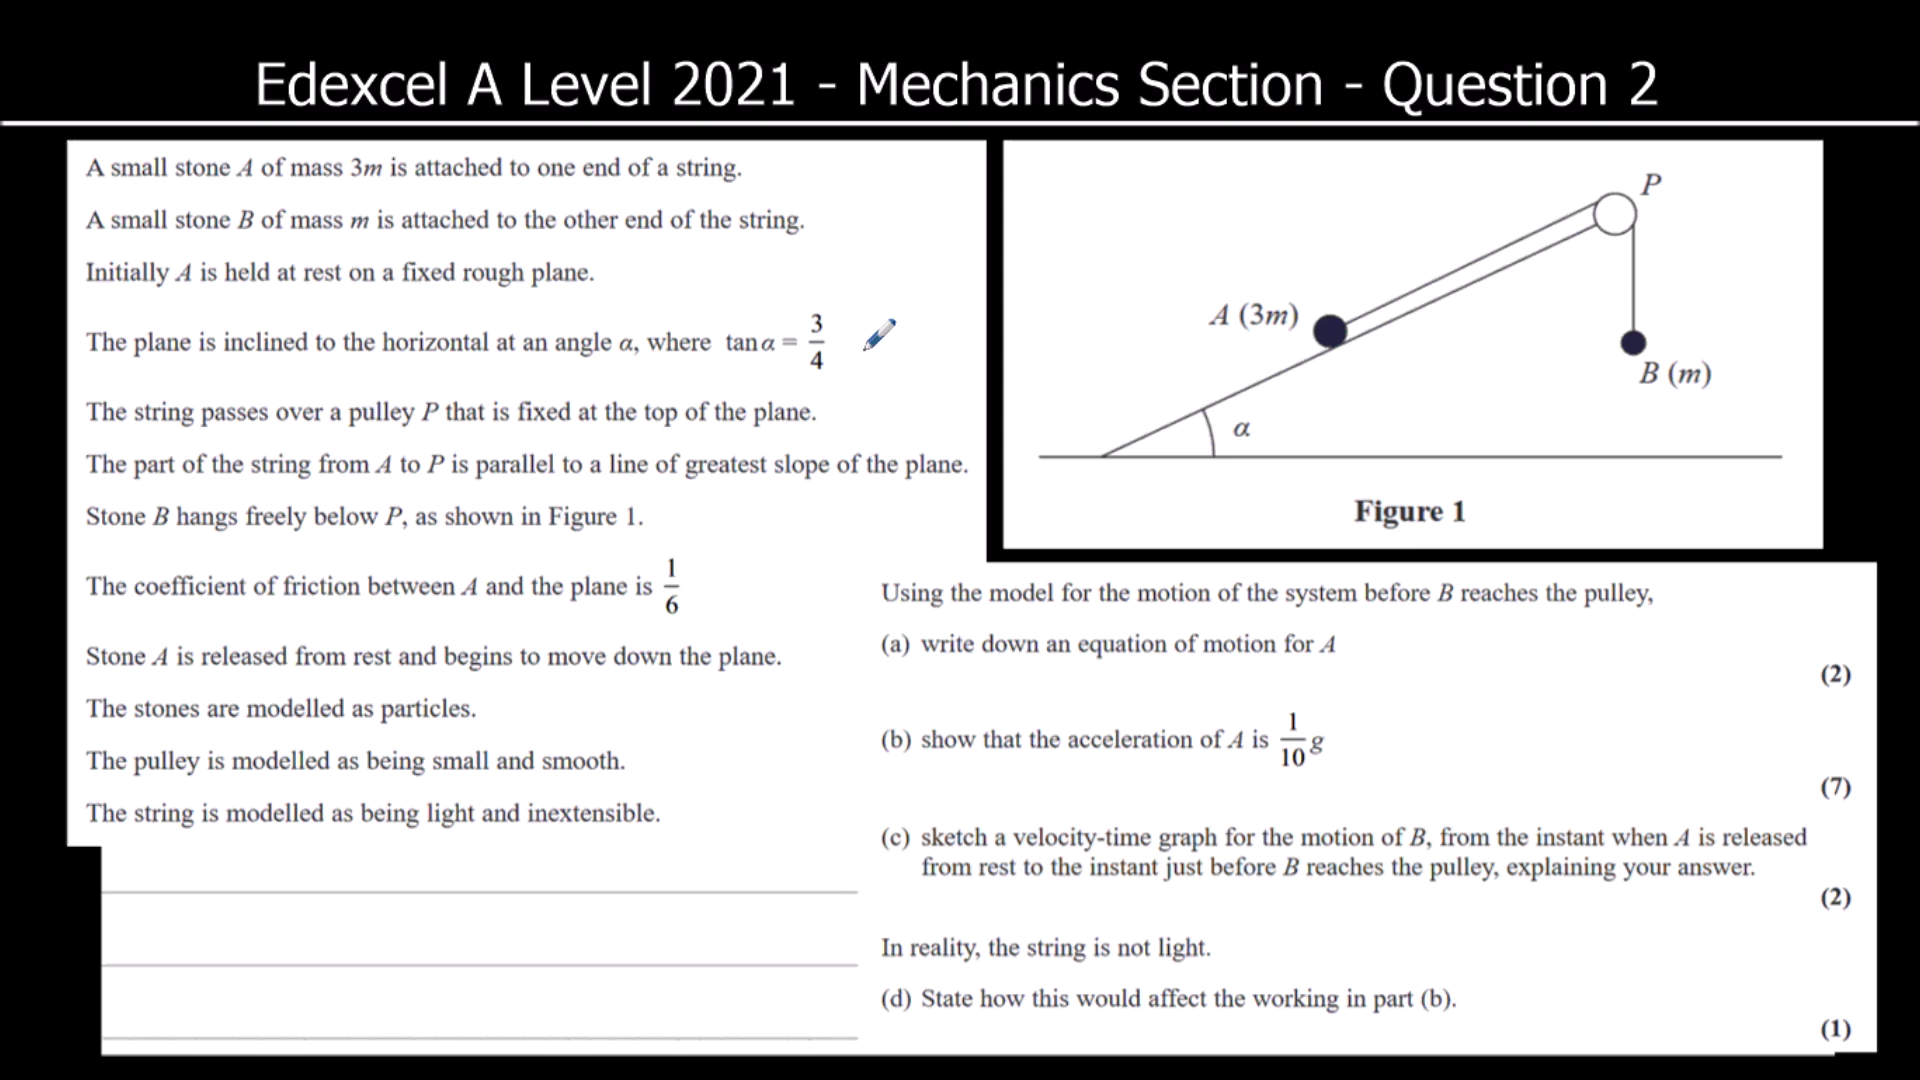 Edexcel A Level 2021 - Mechanics Section - Question 2
A small stone A of mass 3m is attached to one end of a string.
A small stone B of mass m is attached to the other end of the string.
Initially A is held at rest on a fixed rough plane.
The plane is inclined to the horizontal at an angle α, where tan α = 3/4
The string passes over a pulley P that is fixed at the top of the plane.
The part of the string from A to P is parallel to a line of greatest slope of the plane.
Stone B hangs freely below P, as shown in Figure 1.
The coefficient of friction between A and the plane is 1/6
Stone A is released from rest and begins to move down the plane.
The stones are modelled as particles.
The pulley is modelled as being small and smooth.
The string is modelled as being light and inextensible.
P
A (3m)
B (m)
α
Figure 1
Using the model for the motion of the system before B reaches the pulley,
(a) write down an equation of motion for A
(2)
(b) show that the acceleration of A is 1/10 g
(7)
(c) sketch a velocity-time graph for the motion of B, from the instant when A is released
from rest to the instant just before B reaches the pulley, explaining your answer.
(2)
In reality, the string is not light.
(d) State how this would affect the working in part (b).
(1)